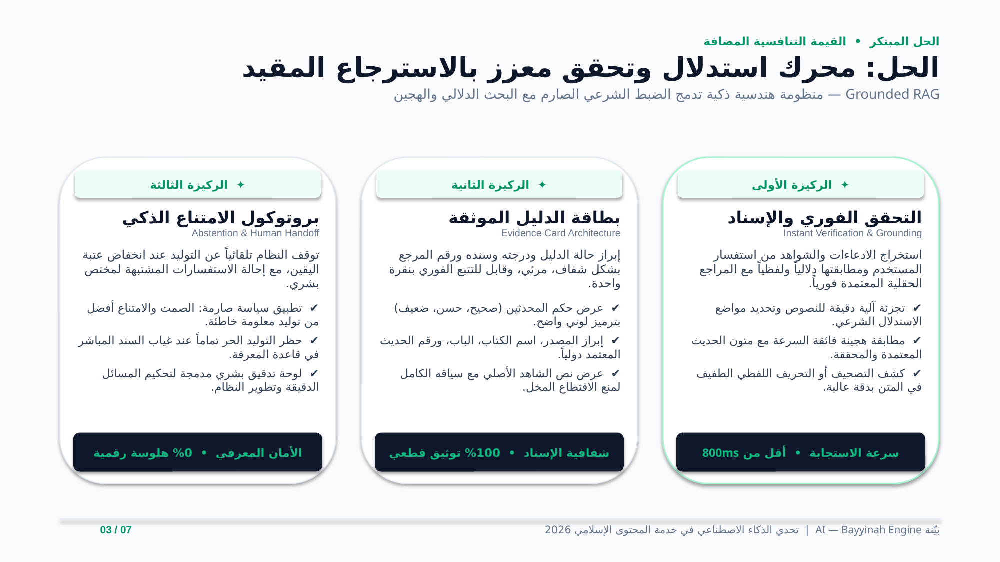 الحل المبتكر • القيمة التنافسية المضافة
الحل: محرك استدلال وتحقق معزز بالاسترجاع المقيد
Grounded RAG — منظومة هندسية ذكية تدمج الضبط الشرعي الصارم مع البحث الدلالي والهجين
✦ الركيزة الأولى
التحقق الفوري والإسناد
Instant Verification & Grounding
استخراج الادعاءات والشواهد من استفسار
المستخدم ومطابقتها دلالياً ولفظياً مع المراجع
الحقلية المعتمدة فورياً.
✔ تجزئة آلية دقيقة للنصوص وتحديد مواضع
الاستدلال الشرعي.
✔ مطابقة هجينة فائقة السرعة مع متون الحديث
المعتمدة والمحققة.
✔ كشف التصحيف أو التحريف اللفظي الطفيف
في المتن بدقة عالية.
سرعة الاستجابة • أقل من 800ms
✦ الركيزة الثانية
بطاقة الدليل الموثقة
Evidence Card Architecture
إبراز حالة الدليل ودرجته وسنده ورقم المرجع
بشكل شفاف، مرئي، وقابل للتتبع الفوري بنقرة
واحدة.
✔ عرض حكم المحدثين (صحيح، حسن، ضعيف)
بترميز لوني واضح.
✔ إبراز المصدر، اسم الكتاب، الباب، ورقم الحديث
المعتمد دولياً.
✔ عرض نص الشاهد الأصلي مع سياقه الكامل
لمنع الاقتطاع المخل.
شفافية الإسناد • 100% توثيق قطعي
✦ الركيزة الثالثة
بروتوكول الامتناع الذكي
Abstention & Human Handoff
توقف النظام تلقائياً عن التوليد عند انخفاض عتبة
اليقين، مع إحالة الاستفسارات المشتبهة لمختص
بشري.
✔ تطبيق سياسة صارمة: الصمت والامتناع أفضل
من توليد معلومة خاطئة.
✔ حظر التوليد الحر تماماً عند غياب السند المباشر
في قاعدة المعرفة.
✔ لوحة تدقيق بشري مدمجة لتحكيم المسائل
الدقيقة وتطوير النظام.
الأمان المعرفي • 0% هلوسة رقمية
بيّنة AI — Bayyinah Engine | تحدي الذكاء الاصطناعي في خدمة المحتوى الإسلامي 2026
03 / 07